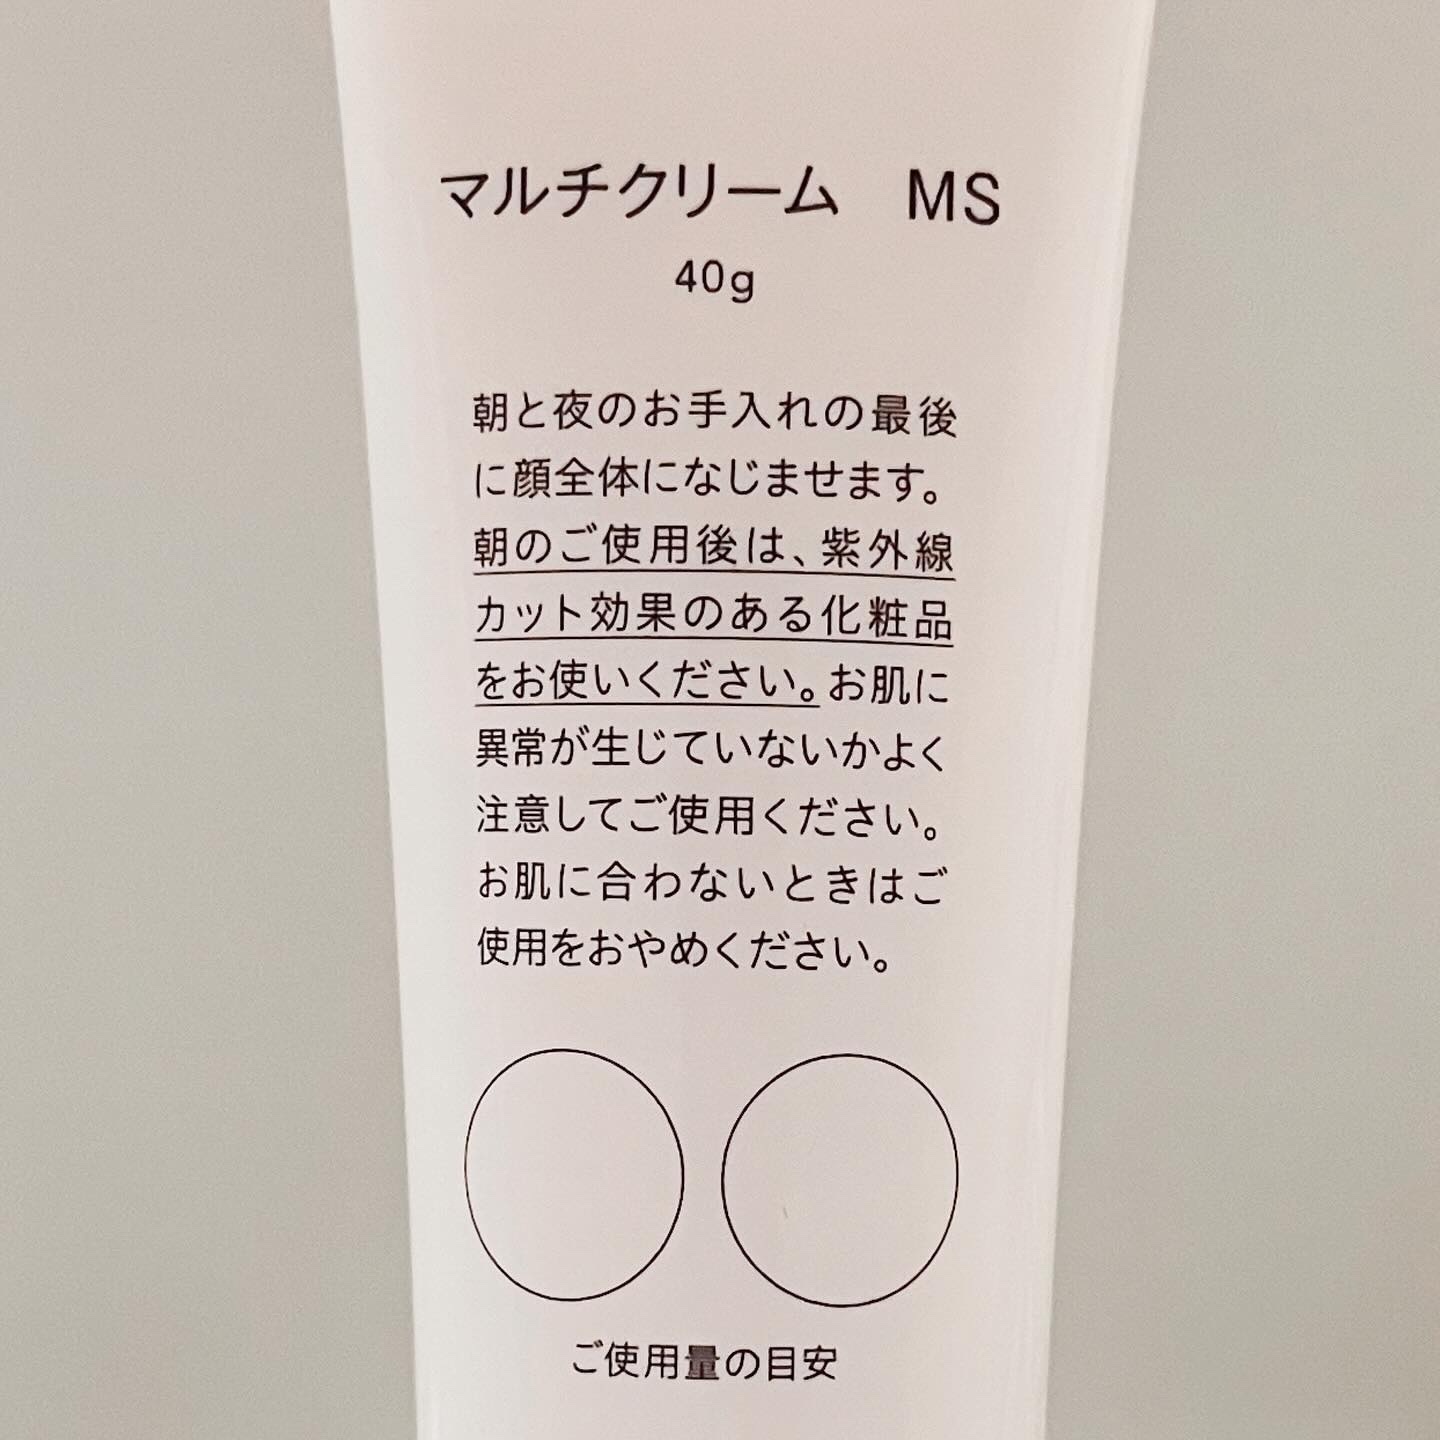 マルチクリーム　MS
40g
朝と夜のお手入れの最後
に顔全体になじませます。
朝のご使用後は、紫外線
カット効果のある化粧品
をお使いください。お肌に
異常が生じていないかよく
注意してご使用ください。
お肌に合わないときはご
使用をおやめください。
ご使用量の目安